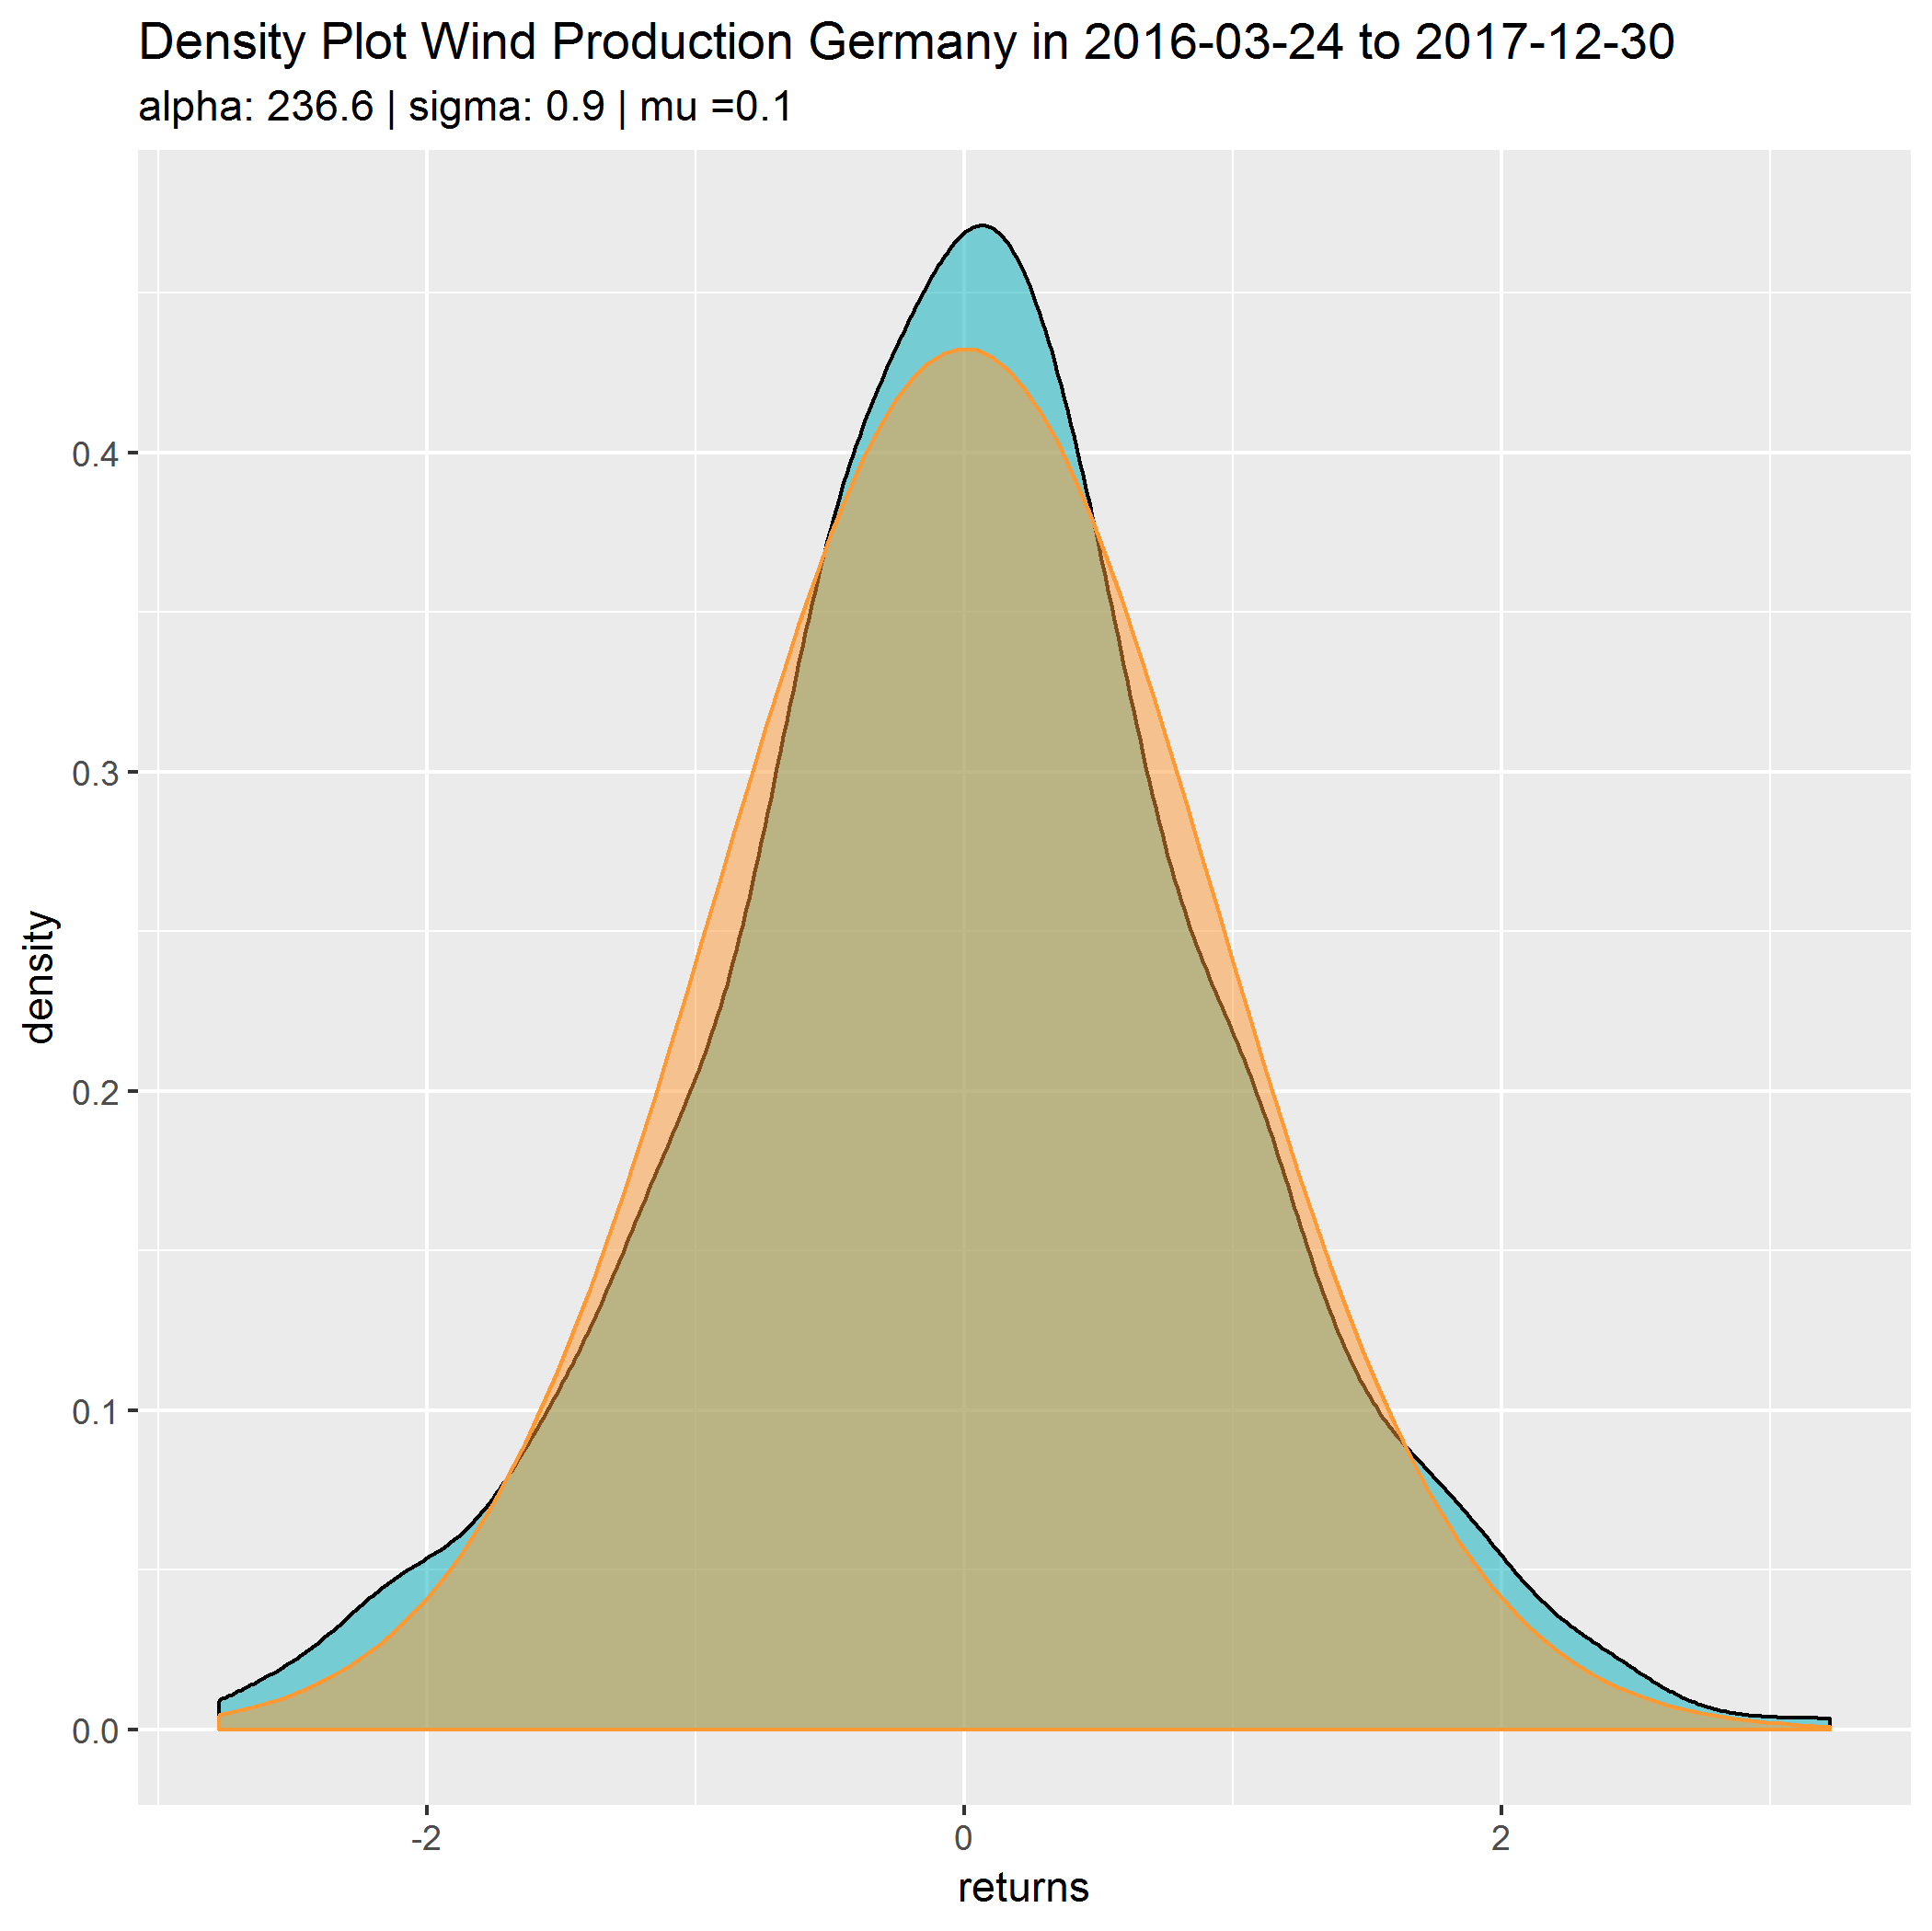 Density Plot Wind Production Germany in 2016-03-24 to 2017-12-30
alpha: 236.6 | sigma: 0.9 | mu =0.1
density
0.4
0.3
0.2
0.1
0.0
-2
0
2
returns